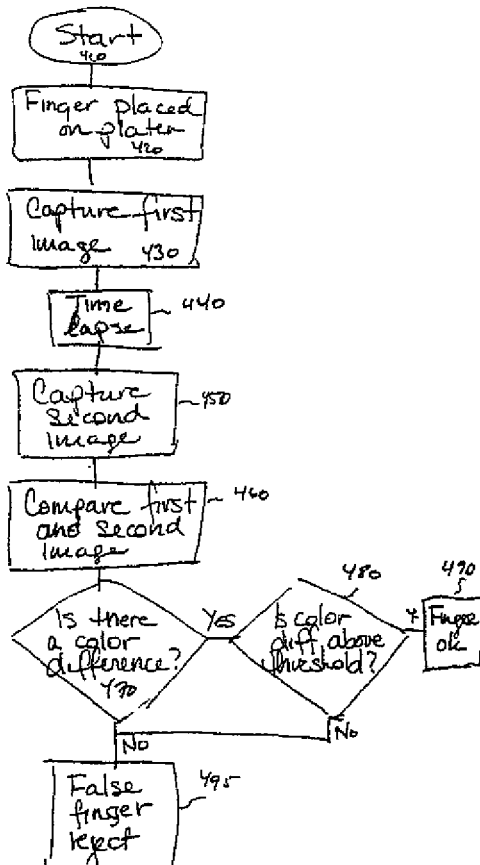 Start
410
Finger placed
on platen
420
Capture first
Image 430
Time
lapse
440
Capture
Second
Image
450
Compare first
and second
Image
460
Is there
a color
difference?
470
YES
Is color
diff above
threshold?
480
Y
Finger
ok
490
No
No
False
finger
reject
495